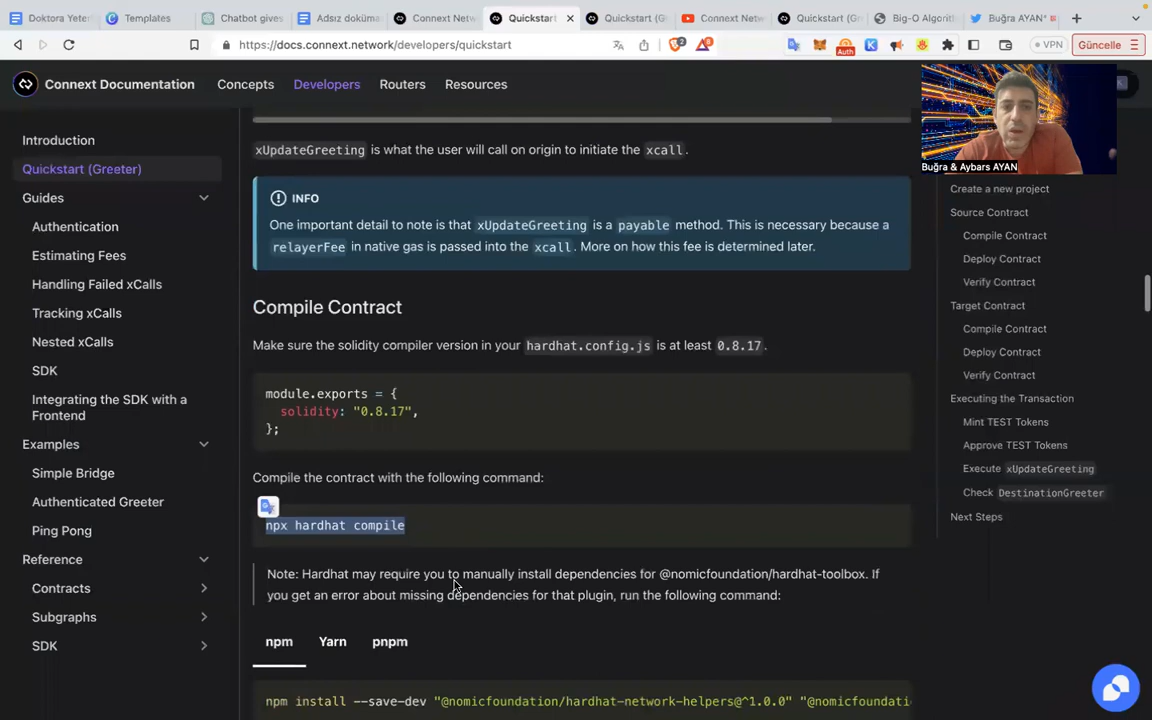 Doktora Yeter
Templates
Chatbot gives
Adsız doküm
Connext Netw
Quickstart
Quickstart (G
Connext Netw
Quickstart (Gr
Big-O Algorith
Buğra AYAN"
https://docs.connext.network/developers/quickstart
Auth
VPN
Güncelle
Connext Documentation
Concepts
Developers
Routers
Resources
Buğra & Aybars AYAN
Introduction
Quickstart (Greeter)
Guides
Authentication
Estimating Fees
Handling Failed xCalls
Tracking xCalls
Nested xCalls
SDK
Integrating the SDK with a
Frontend
Examples
Simple Bridge
Authenticated Greeter
Ping Pong
Reference
Contracts
Subgraphs
SDK
xUpdateGreeting is what the user will call on origin to initiate the xcall.
INFO
One important detail to note is that xUpdateGreeting is a payable method. This is necessary because a
relayerFee in native gas is passed into the xcall. More on how this fee is determined later.
Compile Contract
Make sure the solidity compiler version in your hardhat.config.js is at least 0.8.17.
module.exports = {
solidity: "0.8.17",
};
Compile the contract with the following command:
npx hardhat compile
Note: Hardhat may require you to manually install dependencies for @nomicfoundation/hardhat-toolbox. If
you get an error about missing dependencies for that plugin, run the following command:
npm
Yarn
pnpm
npm install --save-dev "@nomicfoundation/hardhat-network-helpers@^1.0.0" "@nomicfoundati
Create a new project
Source Contract
Compile Contract
Deploy Contract
Verify Contract
Target Contract
Compile Contract
Deploy Contract
Verify Contract
Executing the Transaction
Mint TEST Tokens
Approve TEST Tokens
Execute xUpdateGreeting
Check DestinationGreeter
Next Steps